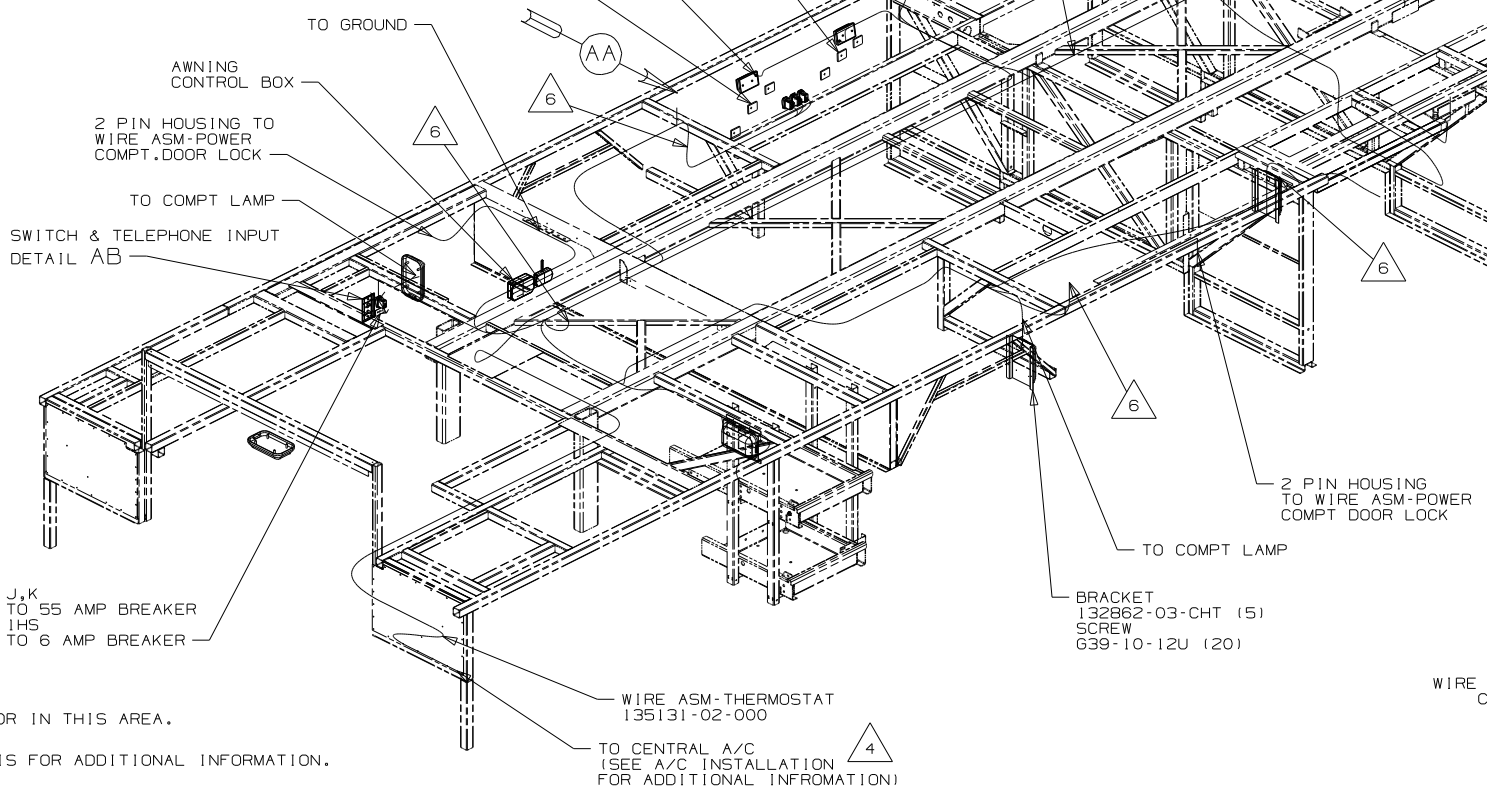 TO GROUND
AA
AWNING
CONTROL BOX
6
2 PIN HOUSING TO
WIRE ASM-POWER
COMPT.DOOR LOCK
6
TO COMPT LAMP
SWITCH & TELEPHONE INPUT
DETAIL AB
6
6
2 PIN HOUSING
TO WIRE ASM-POWER
COMPT DOOR LOCK
TO COMPT LAMP
J,K
TO 55 AMP BREAKER
1HS
TO 6 AMP BREAKER
BRACKET
132862-03-CHT (5)
SCREW
G39-10-12U (20)
WIRE
C
WIRE ASM-THERMOSTAT
135131-02-000
OR IN THIS AREA.
IS FOR ADDITIONAL INFORMATION.
TO CENTRAL A/C
(SEE A/C INSTALLATION
FOR ADDITIONAL INFROMATION)
4